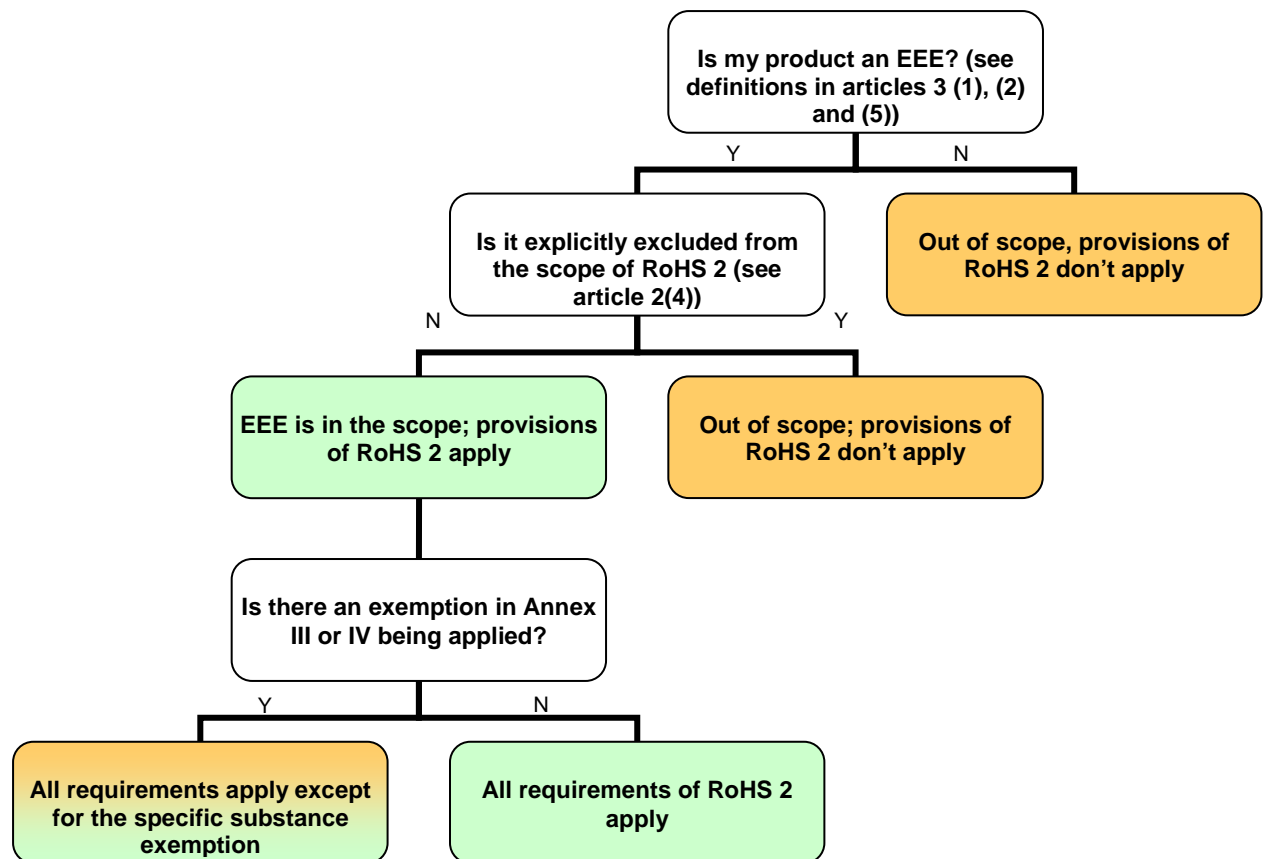 Is my product an EEE? (see
definitions in articles 3 (1), (2)
and (5))
Y
N
Is it explicitly excluded from
the scope of RoHS 2 (see
article 2(4))
Out of scope, provisions of
RoHS 2 don’t apply
N
Y
EEE is in the scope; provisions
of RoHS 2 apply
Out of scope; provisions of
RoHS 2 don’t apply
Is there an exemption in Annex
III or IV being applied?
Y
N
All requirements apply except
for the specific substance
exemption
All requirements of RoHS 2
apply